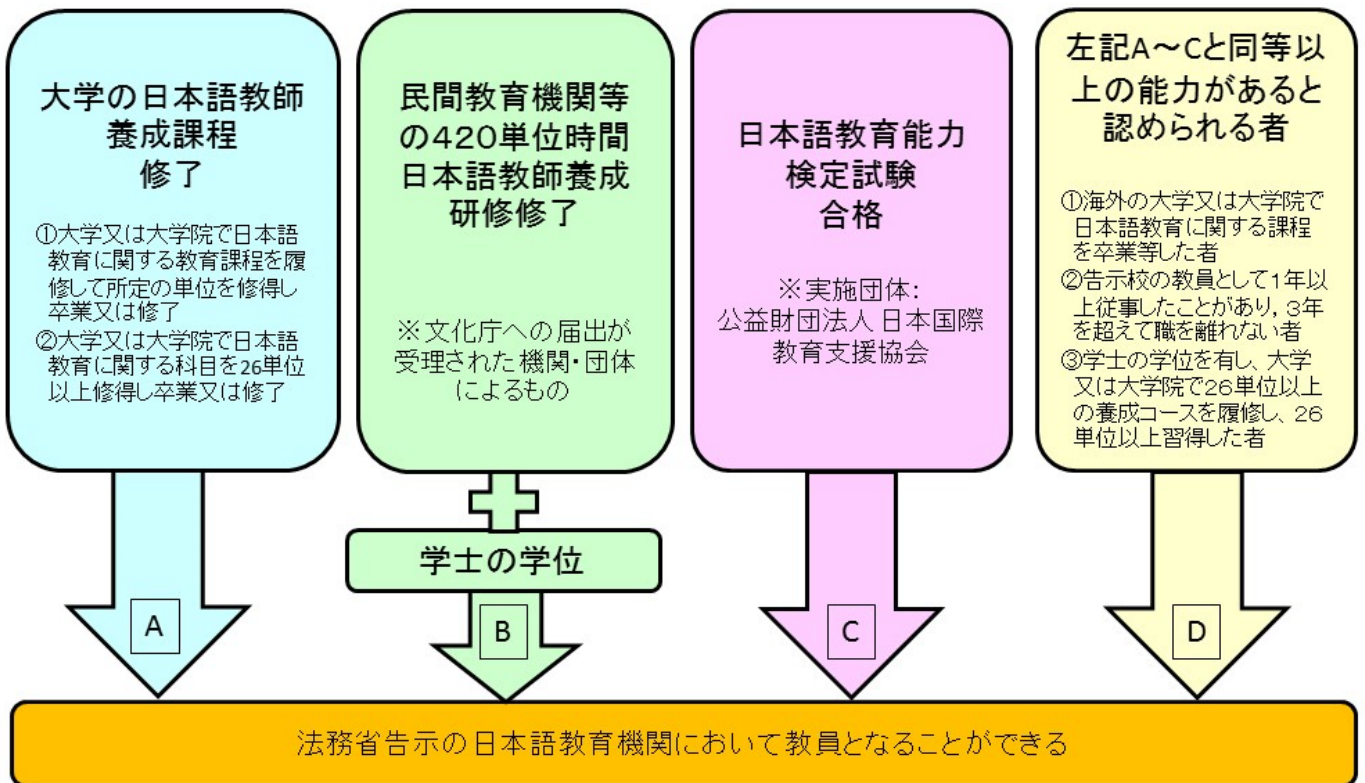 大学の日本語教師
養成課程
修了
①大学又は大学院で日本語
教育に関する教育課程を履
修して所定の単位を修得し
卒業又は修了
②大学又は大学院で日本語
教育に関する科目を26単位
以上修得し卒業又は修了
A
民間教育機関等
の420単位時間
日本語教師養成
研修修了
※文化庁への届出が
受理された機関・団体
によるもの
学士の学位
B
日本語教育能力
検定試験
合格
※実施団体:
公益財団法人 日本国際
教育支援協会
C
左記A～Cと同等以
上の能力があると
認められる者
①海外の大学又は大学院で
日本語教育に関する課程
を卒業等した者
②告示校の教員として1年以
上従事したことがあり,3年
を超えて職を離れない者
③学士の学位を有し、大学
又は大学院で26単位以上
の養成コースを履修し、26
単位以上習得した者
D
法務省告示の日本語教育機関において教員となることができる